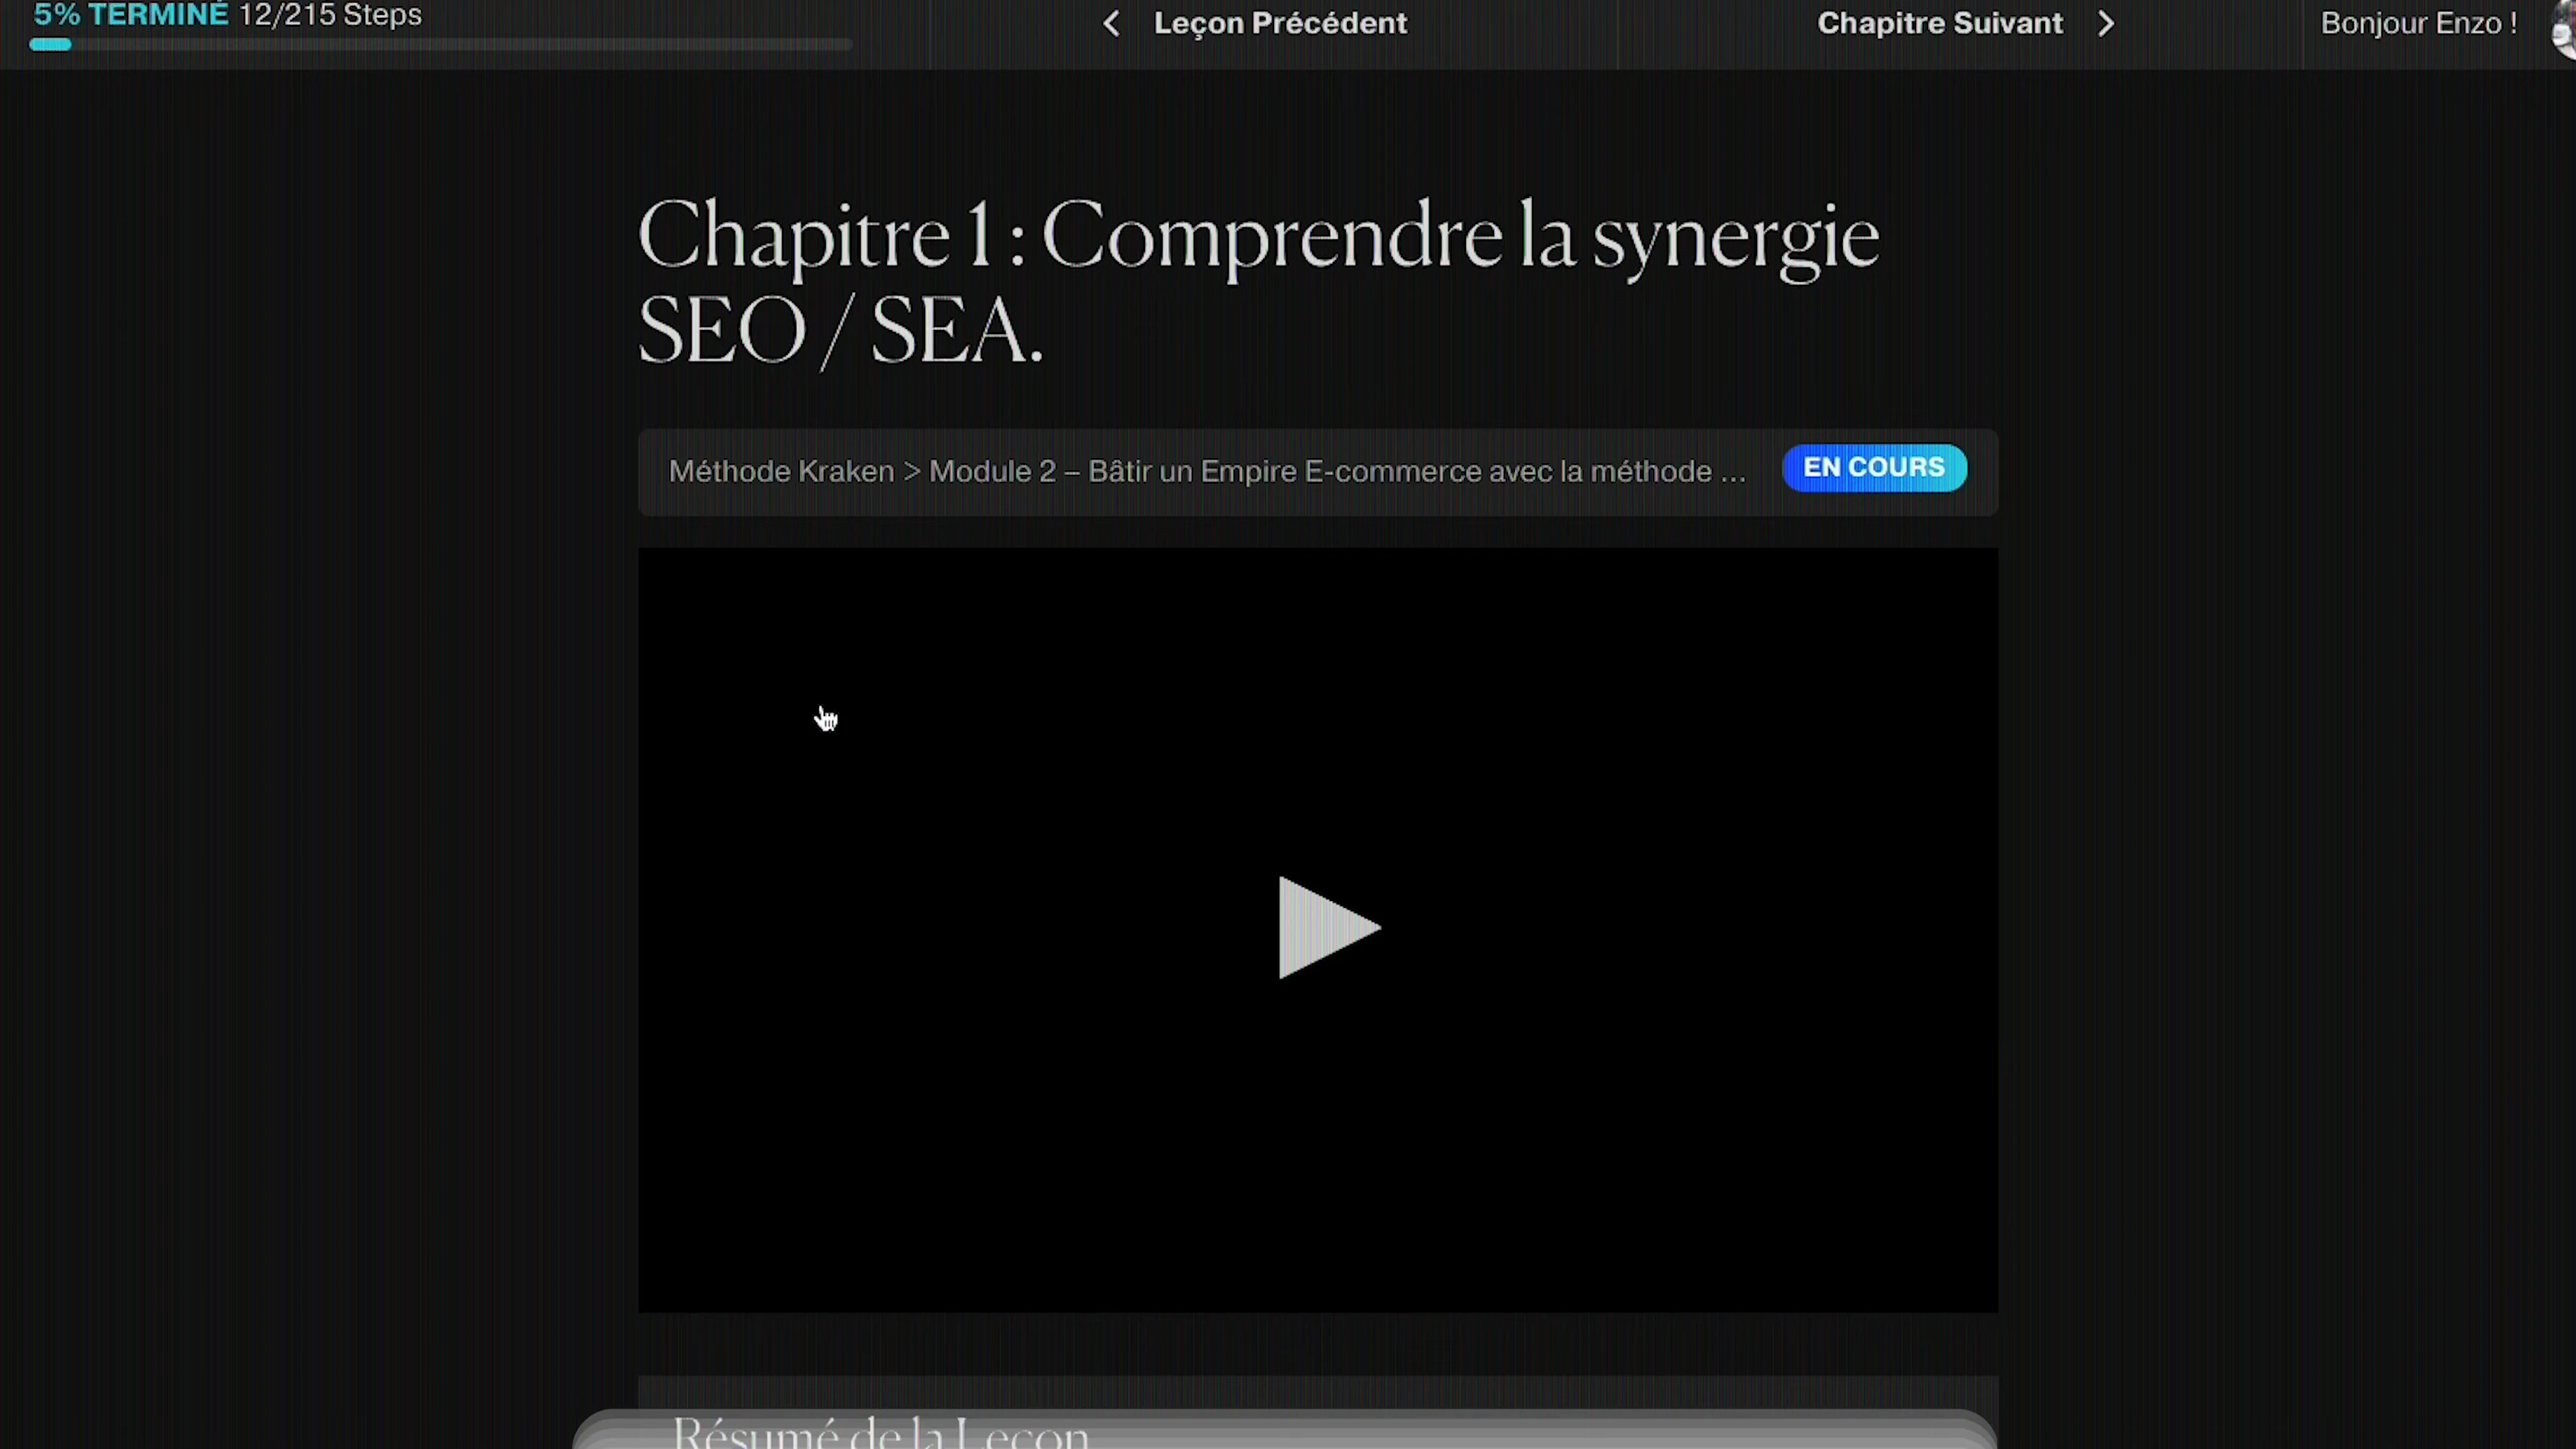 5% TERMINÉ 12/215 Steps
Leçon Précédent
Chapitre Suivant
Bonjour Enzo !
Chapitre 1 : Comprendre la synergie
SEO / SEA.
Méthode Kraken > Module 2 – Bâtir un Empire E-commerce avec la méthode ...
EN COURS
Résumé de la Leçon